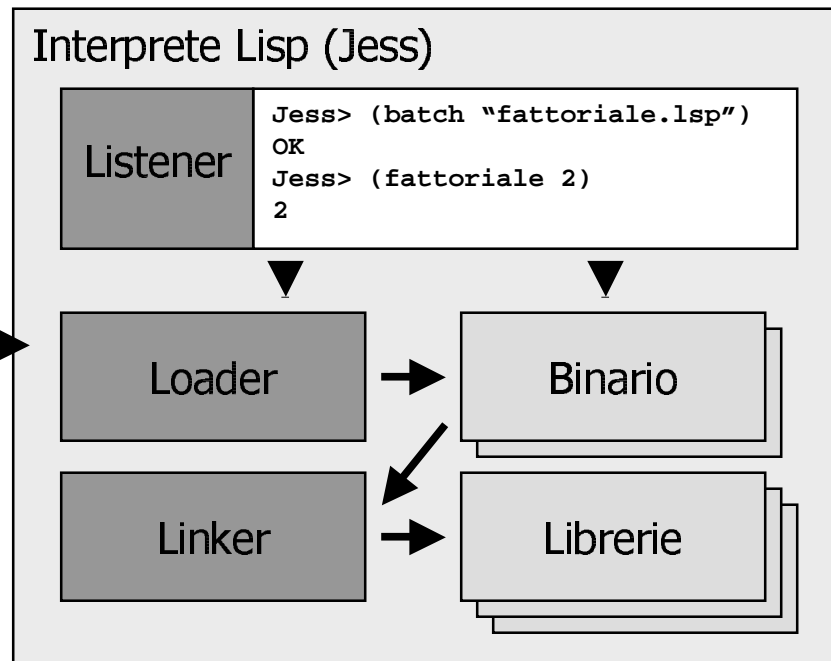 Interprete Lisp (Jess)
Listener
Jess> (batch “fattoriale.lsp”)
OK
Jess> (fattoriale 2)
2
Loader
Binario
Linker
Librerie